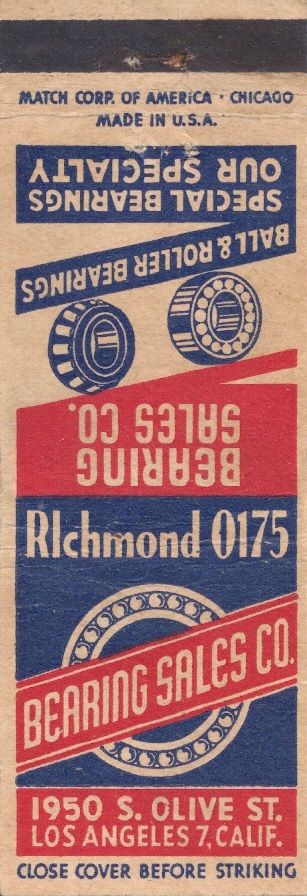 MATCH CORP. OF AMERICA · CHICAGO
MADE IN U.S.A.
SPECIAL BEARINGS
OUR SPECIALTY
BALL & ROLLER BEARINGS
BEARING
SALES CO.
RIchmond 0175
BEARING SALES CO.
1950 S. OLIVE ST.
LOS ANGELES 7, CALIF.
CLOSE COVER BEFORE STRIKING